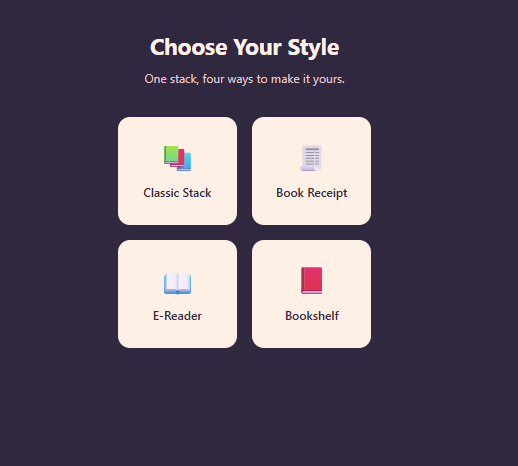 Choose Your Style
One stack, four ways to make it yours.
Classic Stack
Book Receipt
E-Reader
Bookshelf